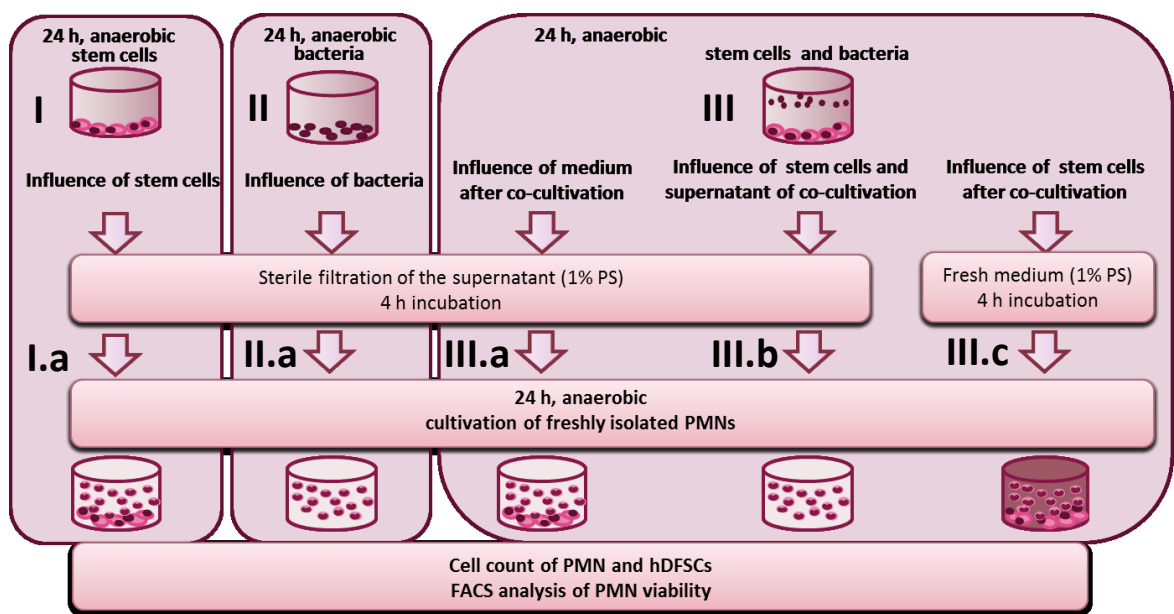 24 h, anaerobic
stem cells
I
Influence of stem cells
24 h, anaerobic
bacteria
II
Influence of bacteria
24 h, anaerobic
stem cells and bacteria
III
Influence of medium
after co-cultivation
Influence of stem cells and
supernatant of co-cultivation
Influence of stem cells
after co-cultivation
Sterile filtration of the supernatant (1% PS)
4 h incubation
Fresh medium (1% PS)
4 h incubation
I.a
II.a
III.a
III.b
III.c
24 h, anaerobic
cultivation of freshly isolated PMNs
Cell count of PMN and hDFSCs
FACS analysis of PMN viability